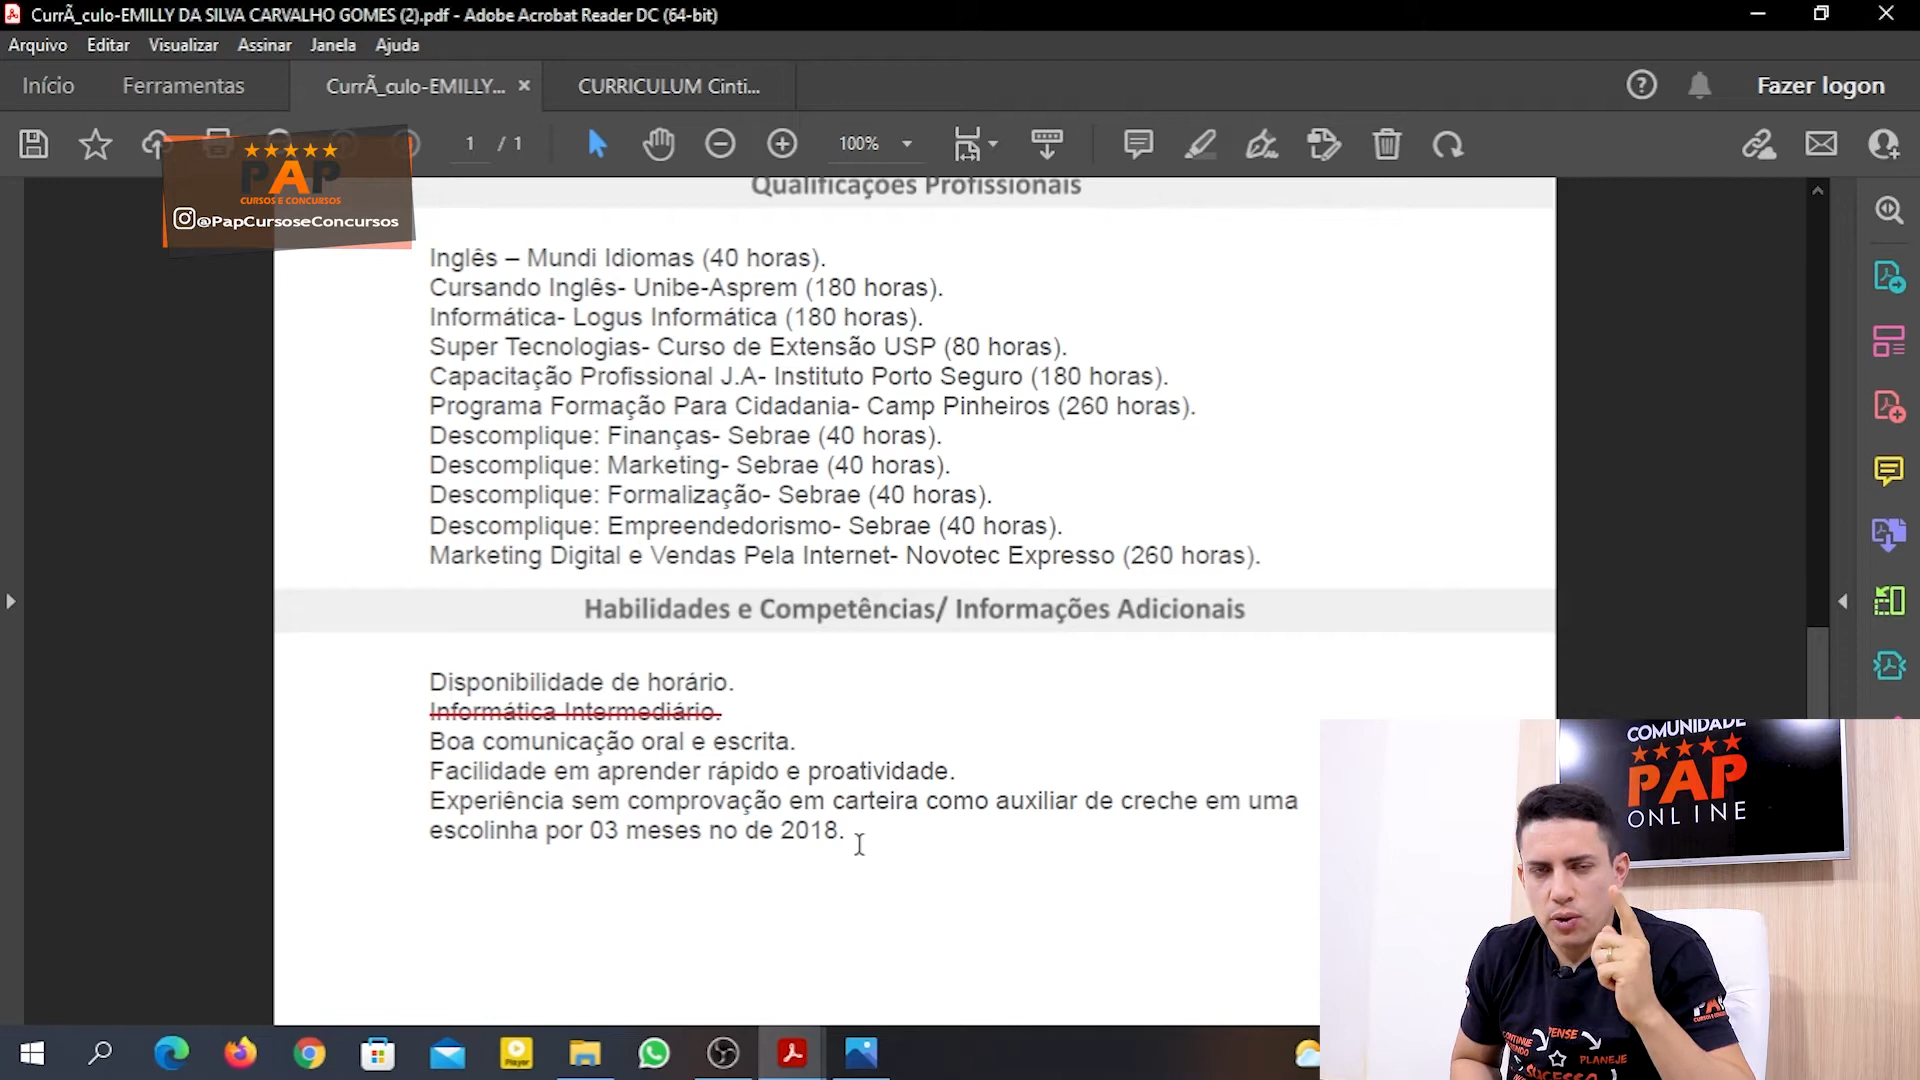 CurrÃ_culo-EMILLY DA SILVA CARVALHO GOMES (2).pdf - Adobe Acrobat Reader DC (64-bit)
Arquivo Editar Visualizar Assinar Janela Ajuda
Início Ferramentas CurrÃ_culo-EMILLY... × CURRICULUM Cinti... Fazer logon
1 / 1 100%
PAP
CURSOS E CONCURSOS
@PapCursoseConcursos
Qualificações Profissionais
Inglês – Mundi Idiomas (40 horas).
Cursando Inglês- Unibe-Asprem (180 horas).
Informática- Logus Informática (180 horas).
Super Tecnologias- Curso de Extensão USP (80 horas).
Capacitação Profissional J.A- Instituto Porto Seguro (180 horas).
Programa Formação Para Cidadania- Camp Pinheiros (260 horas).
Descomplique: Finanças- Sebrae (40 horas).
Descomplique: Marketing- Sebrae (40 horas).
Descomplique: Formalização- Sebrae (40 horas).
Descomplique: Empreendedorismo- Sebrae (40 horas).
Marketing Digital e Vendas Pela Internet- Novotec Expresso (260 horas).
Habilidades e Competências/ Informações Adicionais
Disponibilidade de horário.
Informática Intermediário.
Boa comunicação oral e escrita.
Facilidade em aprender rápido e proatividade.
Experiência sem comprovação em carteira como auxiliar de creche em uma
escolinha por 03 meses no de 2018.
COMUNIDADE
PAP
ONLINE
PENSE
PLANEJE
SUCESSO
Player